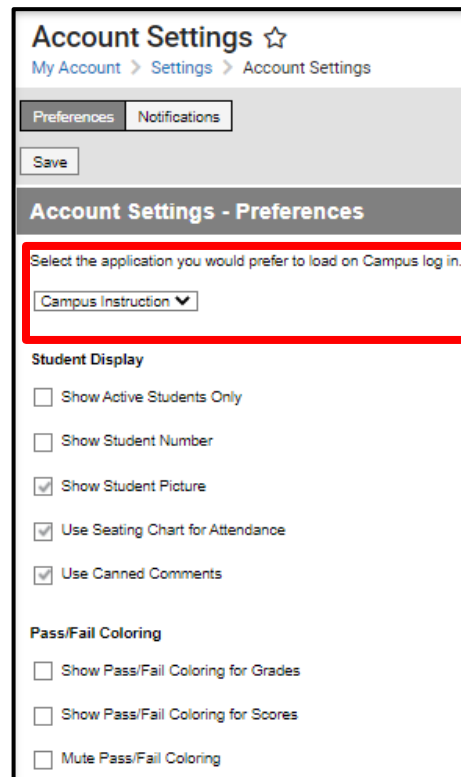 Account Settings
My Account > Settings > Account Settings
Preferences Notifications
Save
Account Settings - Preferences
Select the application you would prefer to load on Campus log in.
Campus Instruction
Student Display
Show Active Students Only
Show Student Number
Show Student Picture
Use Seating Chart for Attendance
Use Canned Comments
Pass/Fail Coloring
Show Pass/Fail Coloring for Grades
Show Pass/Fail Coloring for Scores
Mute Pass/Fail Coloring